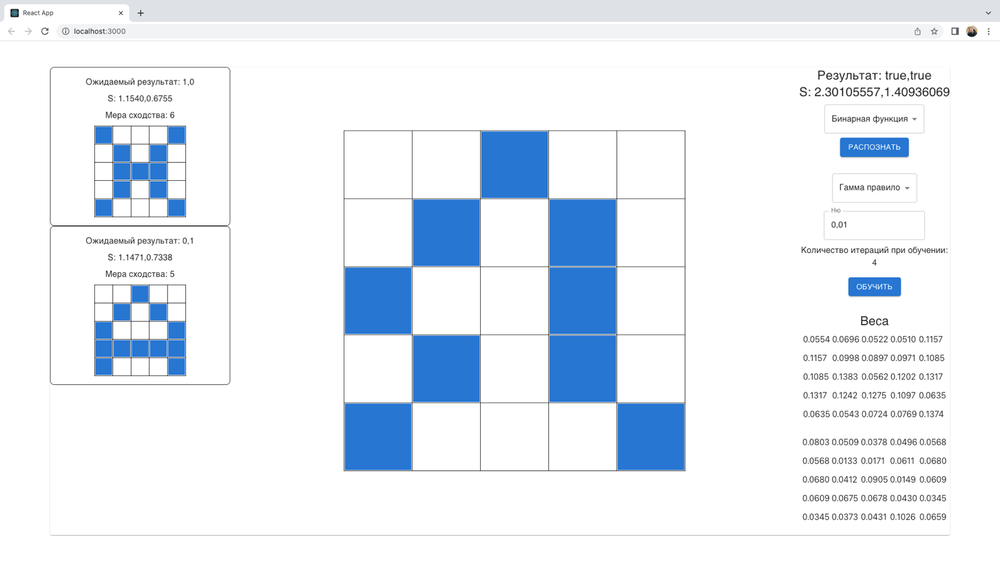 React App
localhost:3000
Ожидаемый результат: 1,0
S: 1.1540,0.6755
Мера сходства: 6
Ожидаемый результат: 0,1
S: 1.1471,0.7338
Мера сходства: 5
Результат: true,true
S: 2.30105557,1.40936069
Бинарная функция
РАСПОЗНАТЬ
Гамма правило
Ню
0,01
Количество итераций при обучении:
4
ОБУЧИТЬ
Веса
0.0554 0.0696 0.0522 0.0510 0.1157
0.1157 0.0998 0.0897 0.0971 0.1085
0.1085 0.1383 0.0562 0.1202 0.1317
0.1317 0.1242 0.1275 0.1097 0.0635
0.0635 0.0543 0.0724 0.0769 0.1374
0.0803 0.0509 0.0378 0.0496 0.0568
0.0568 0.0133 0.0171 0.0611 0.0680
0.0680 0.0412 0.0905 0.0149 0.0609
0.0609 0.0675 0.0678 0.0430 0.0345
0.0345 0.0373 0.0431 0.1026 0.0659